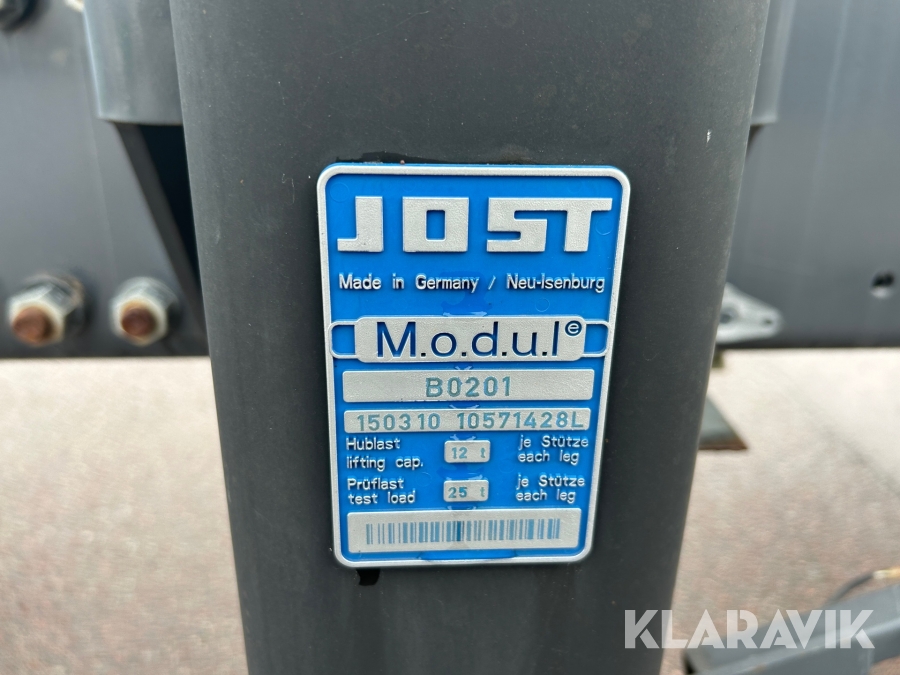 JOST
Made in Germany / Neu-Isenburg
M.o.d.u.l e
B0201
150310 10571428L
Hublast 12 t je Stütze
lifting cap. each leg
Prüflast 25 t je Stütze
test load each leg
KLARAVIK